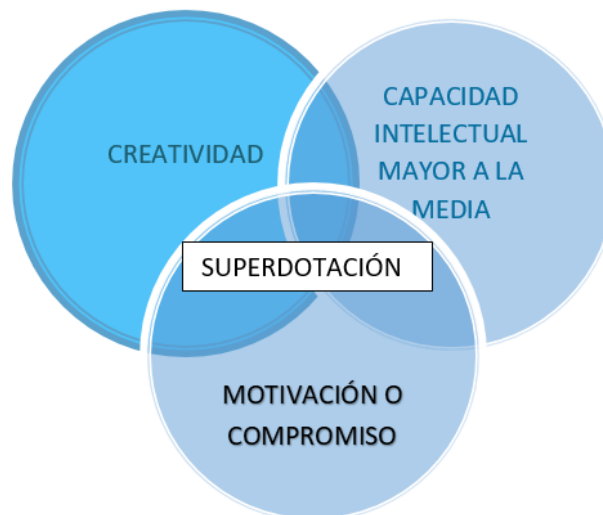 CREATIVIDAD
CAPACIDAD
INTELECTUAL
MAYOR A LA
MEDIA
SUPERDOTACIÓN
MOTIVACIÓN O
COMPROMISO